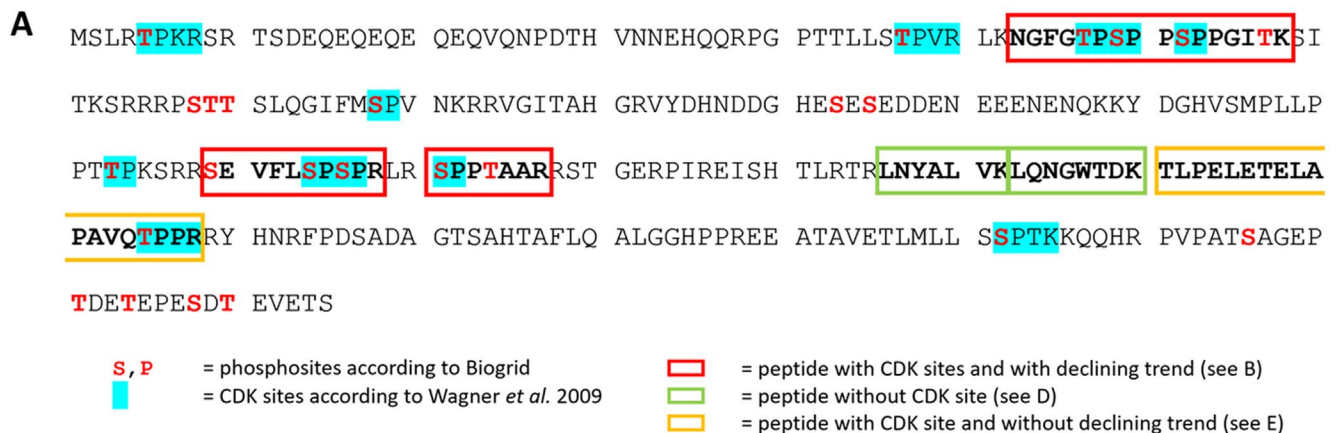 A
MSLRTPKRSR TSDEQEQEQE QEQVQNPDTH VNNEHQQRPG PTTLLSTPVR LKNGFGTPSP PSPPGITKSI
TKSRRRPSTT SLQGIFMSPV NKRRVGITAH GRVYDHNDDG HESESEDDEN EEENENQKKY DGHVSMPLLP
PTTPKSRRSE VFLSPSPRLR SPPTAARRST GERPIREISH TLRTRLNYAL VKLQNGWTDK TLPELETELA
PAVQTPPRRY HNRFPDSADA GTSAHTAFLQ ALGGHPPREE ATAVETLMLL SSPTKKQQHR PVPATSAGEP
TDETEPESDT EVETS
S,P = phosphosites according to Biogrid
= CDK sites according to Wagner et al. 2009
= peptide with CDK sites and with declining trend (see B)
= peptide without CDK site (see D)
= peptide with CDK site and without declining trend (see E)